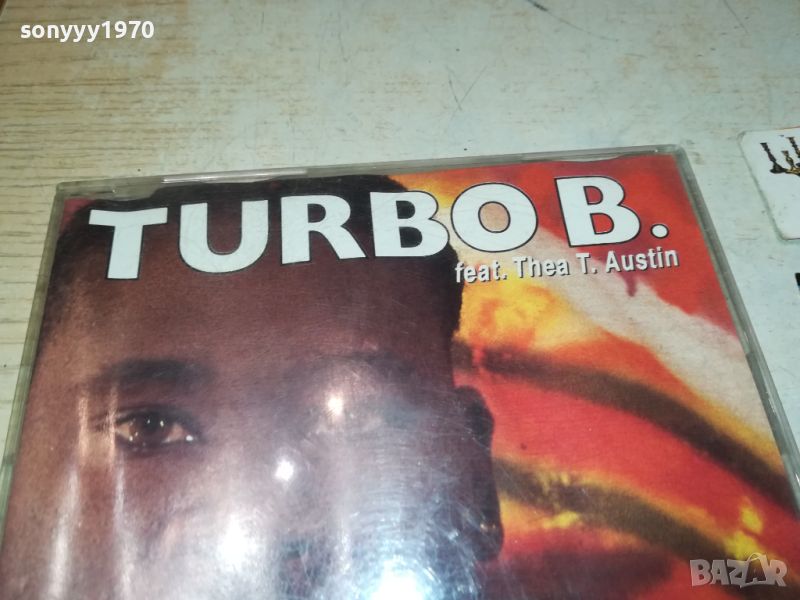 sonyyy1970
TURBO B.
feat. Thea T. Austin
BAZAR